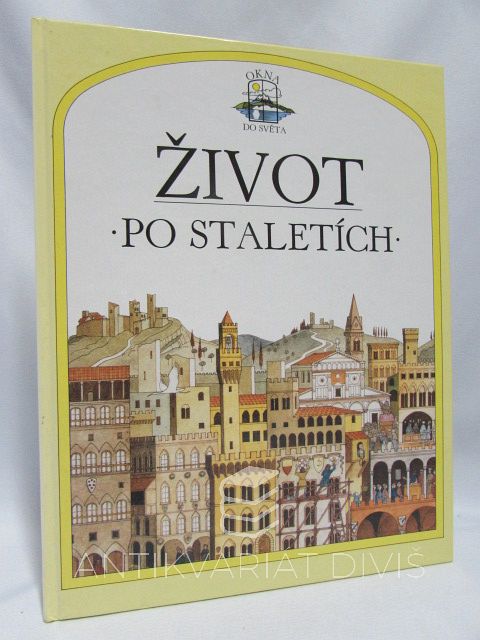 OKNA
DO SVĚTA
ŽIVOT
·PO STALETÍCH·
ANTIKVARIÁT DIVIŠ